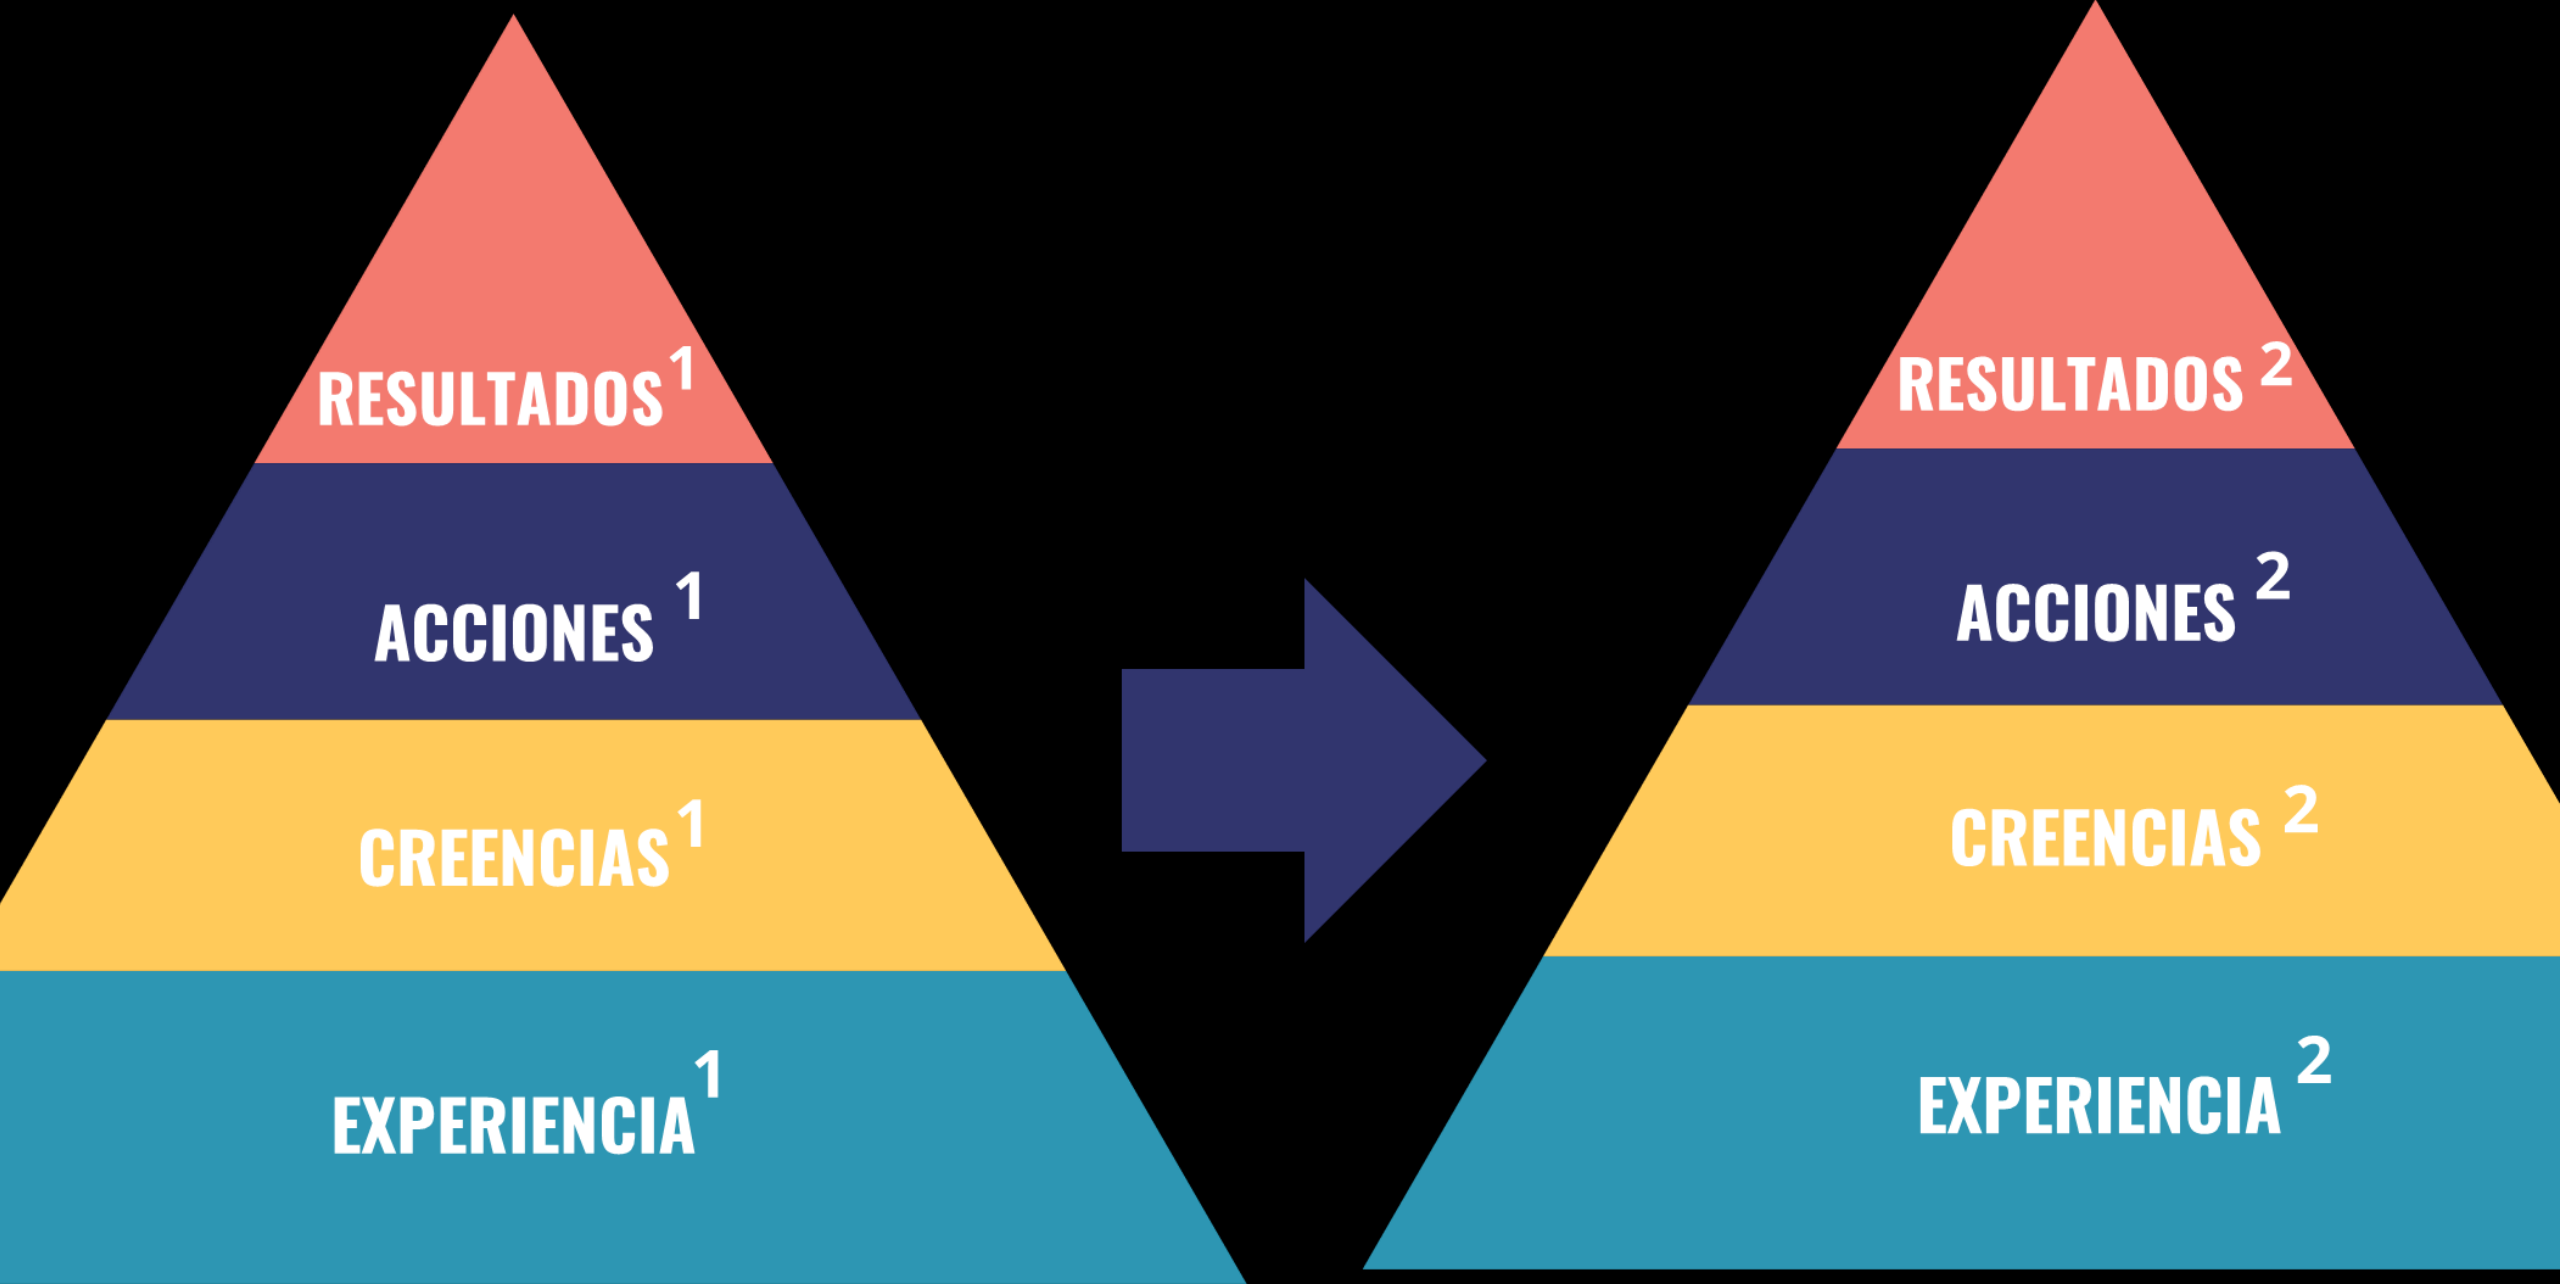 RESULTADOS 1
ACCIONES 1
CREENCIAS 1
EXPERIENCIA 1
RESULTADOS 2
ACCIONES 2
CREENCIAS 2
EXPERIENCIA 2